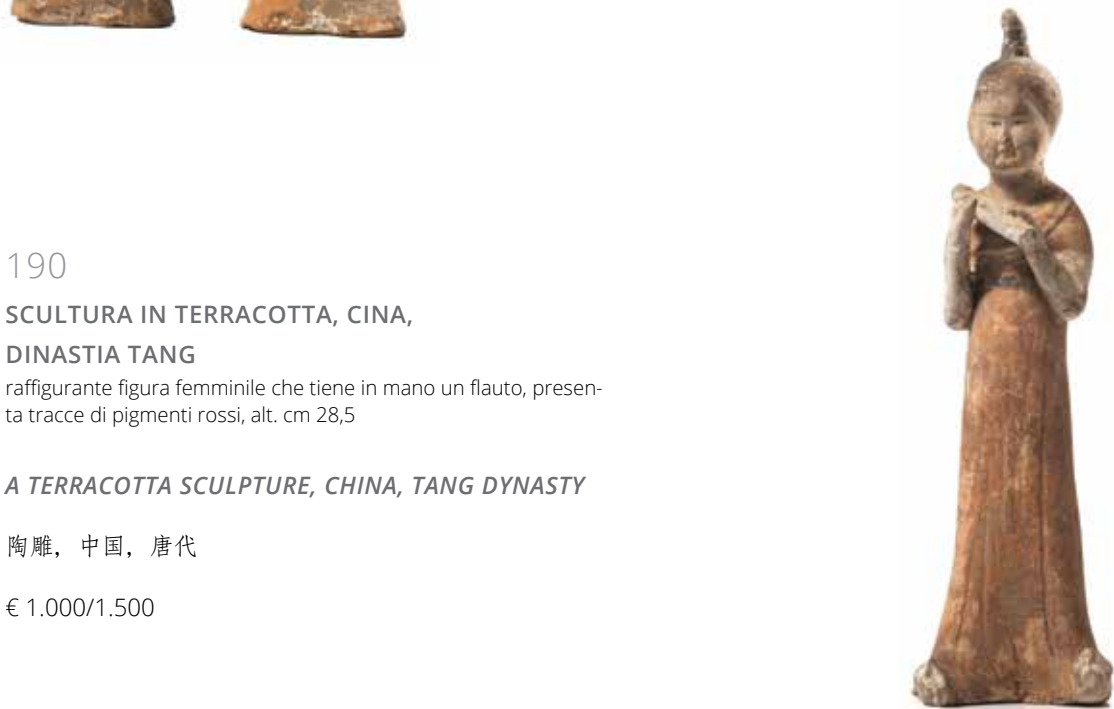 190
SCULTURA IN TERRACOTTA, CINA,
DINASTIA TANG
raffigurante figura femminile che tiene in mano un flauto, presen-
ta tracce di pigmenti rossi, alt. cm 28,5
A TERRACOTTA SCULPTURE, CHINA, TANG DYNASTY
陶雕，中国，唐代
€ 1.000/1.500